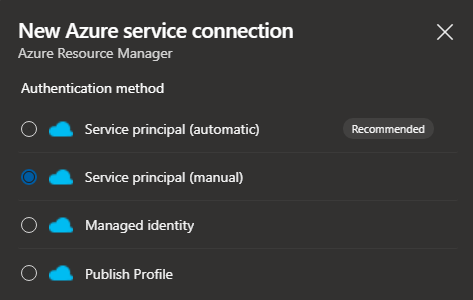 New Azure service connection
Azure Resource Manager
Authentication method
Service principal (automatic) Recommended
Service principal (manual)
Managed identity
Publish Profile